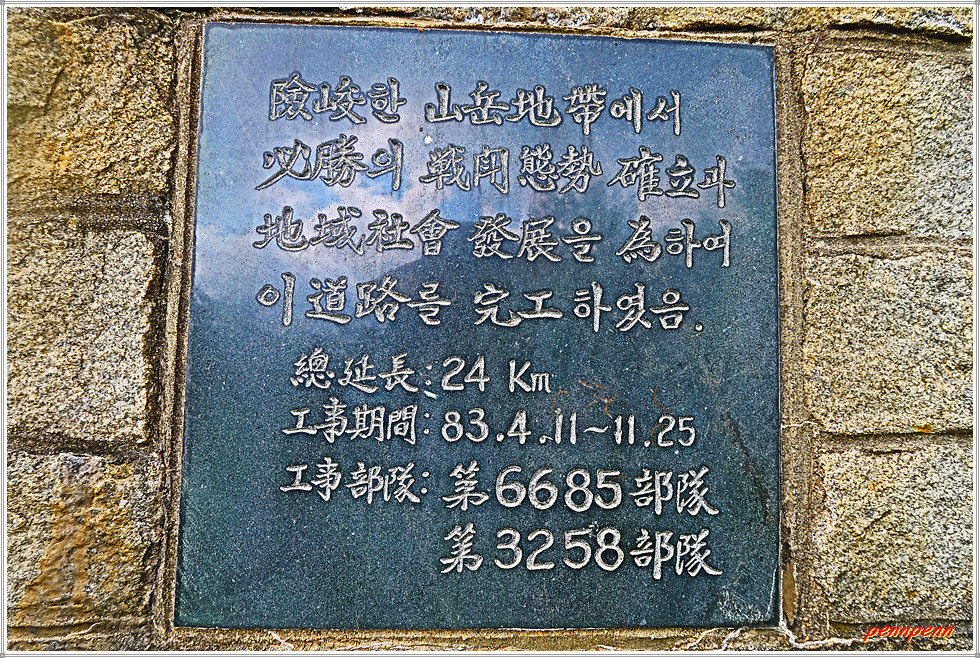 險峻한 山岳地帶에서
必勝의 戰鬪態勢 確立과
地域社會 發展을 為하여
이 道路를 完工하였음.
總延長: 24 Km
工事期間: 83.4.11~11.25
工事部隊: 第6685部隊
第3258部隊
pennpenn